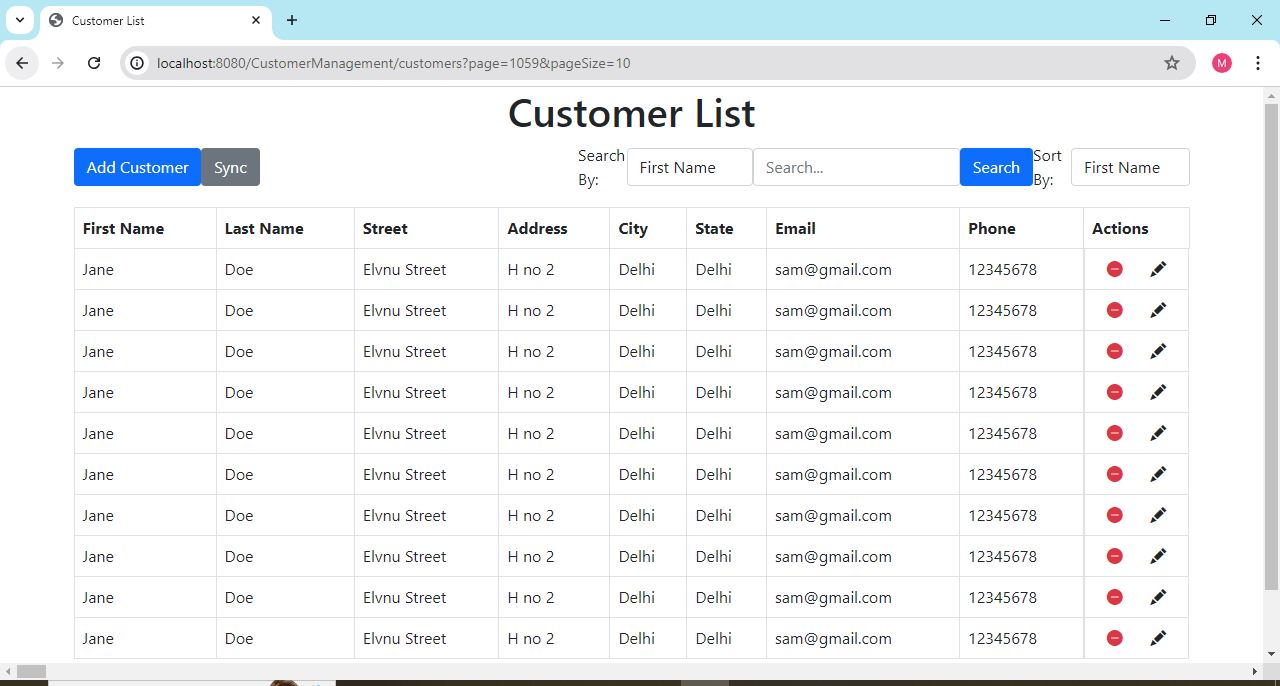 Customer List
localhost:8080/CustomerManagement/customers?page=1059&pageSize=10
M
Customer List
Add Customer Sync Search By: First Name Search... Search Sort By: First Name
First Name Last Name Street Address City State Email Phone Actions
Jane Doe Elvnu Street H no 2 Delhi Delhi sam@gmail.com 12345678
Jane Doe Elvnu Street H no 2 Delhi Delhi sam@gmail.com 12345678
Jane Doe Elvnu Street H no 2 Delhi Delhi sam@gmail.com 12345678
Jane Doe Elvnu Street H no 2 Delhi Delhi sam@gmail.com 12345678
Jane Doe Elvnu Street H no 2 Delhi Delhi sam@gmail.com 12345678
Jane Doe Elvnu Street H no 2 Delhi Delhi sam@gmail.com 12345678
Jane Doe Elvnu Street H no 2 Delhi Delhi sam@gmail.com 12345678
Jane Doe Elvnu Street H no 2 Delhi Delhi sam@gmail.com 12345678
Jane Doe Elvnu Street H no 2 Delhi Delhi sam@gmail.com 12345678
Jane Doe Elvnu Street H no 2 Delhi Delhi sam@gmail.com 12345678